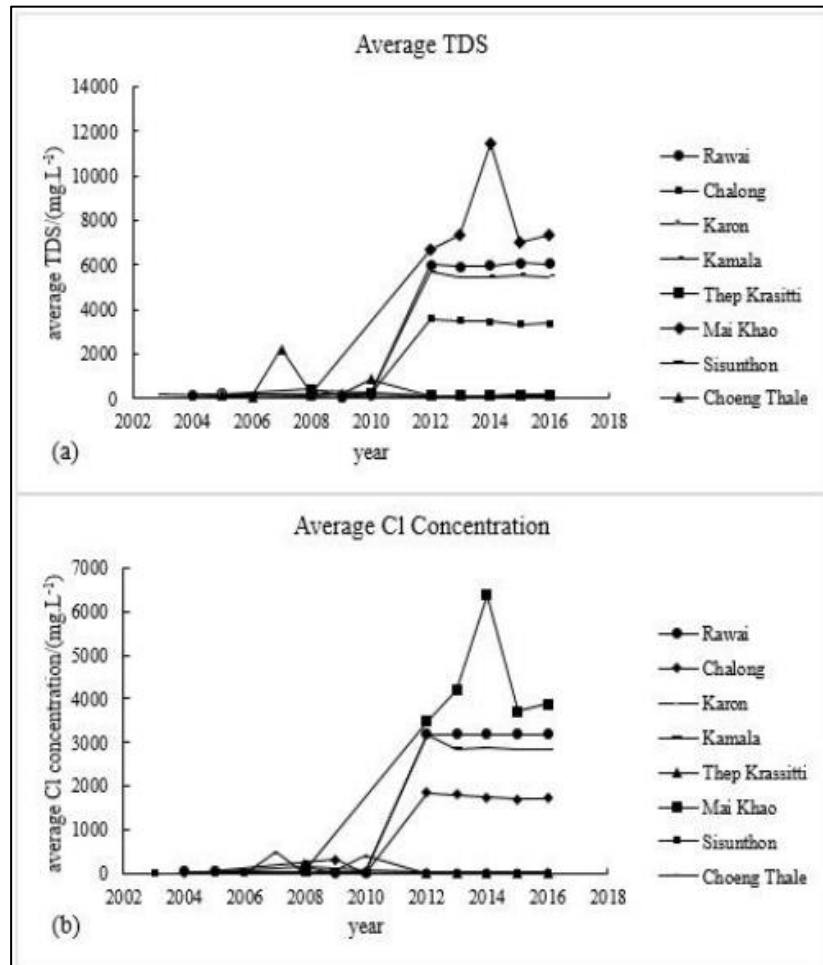 Average TDS
14000
12000
10000
8000
6000
4000
2000
0
average TDS/(mg.L⁻¹)
2002 2004 2006 2008 2010 2012 2014 2016 2018
year
(a)
Rawai
Chalong
Karon
Kamala
Thep Krasitti
Mai Khao
Sisunthon
Choeng Thale
Average Cl Concentration
7000
6000
5000
4000
3000
2000
1000
0
average Cl concentration/(mg.L⁻¹)
2002 2004 2006 2008 2010 2012 2014 2016 2018
year
(b)
Rawai
Chalong
Karon
Kamala
Thep Krassitti
Mai Khao
Sisunthon
Choeng Thale